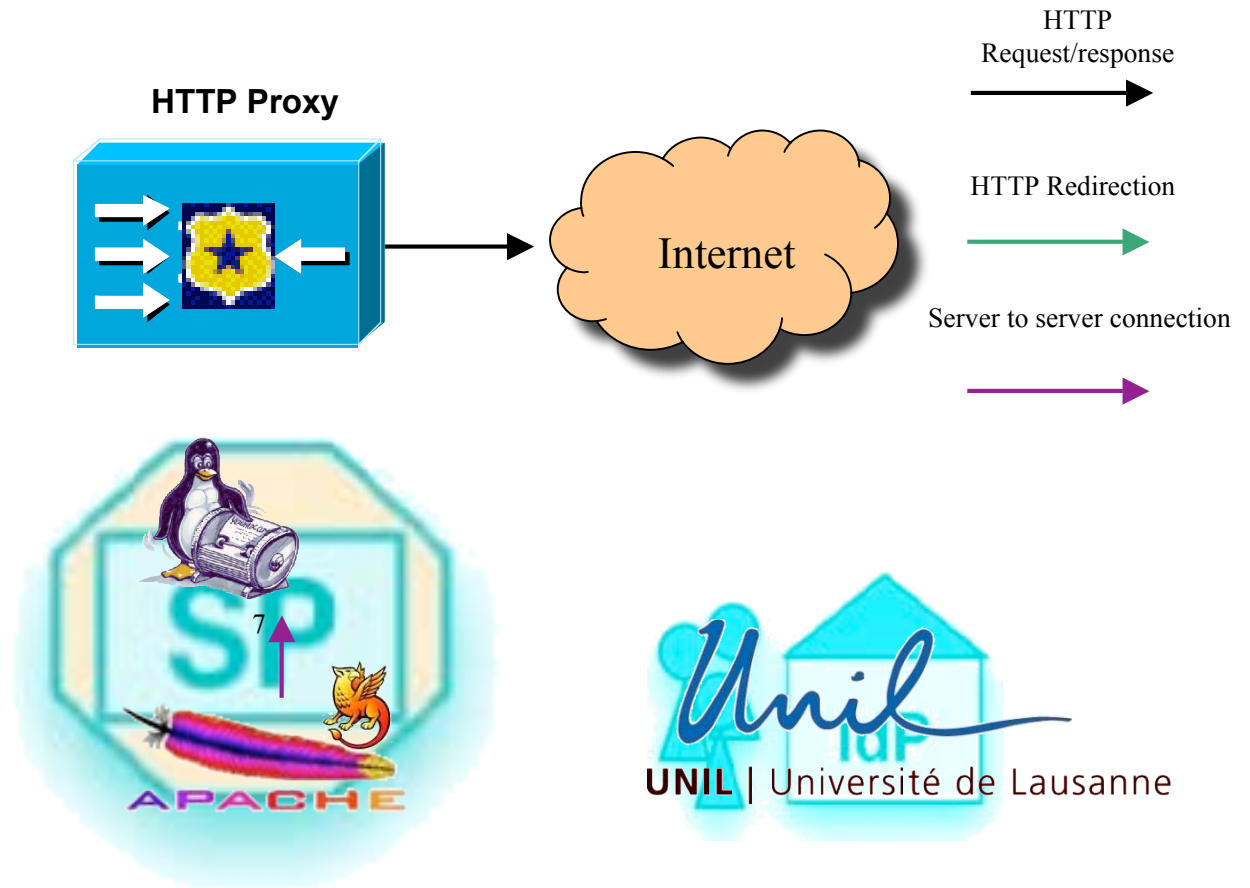 HTTP
Request/response
HTTP Proxy
HTTP Redirection
Internet
Server to server connection
SP
7
APACHE
Unil
IdP
UNIL | Université de Lausanne